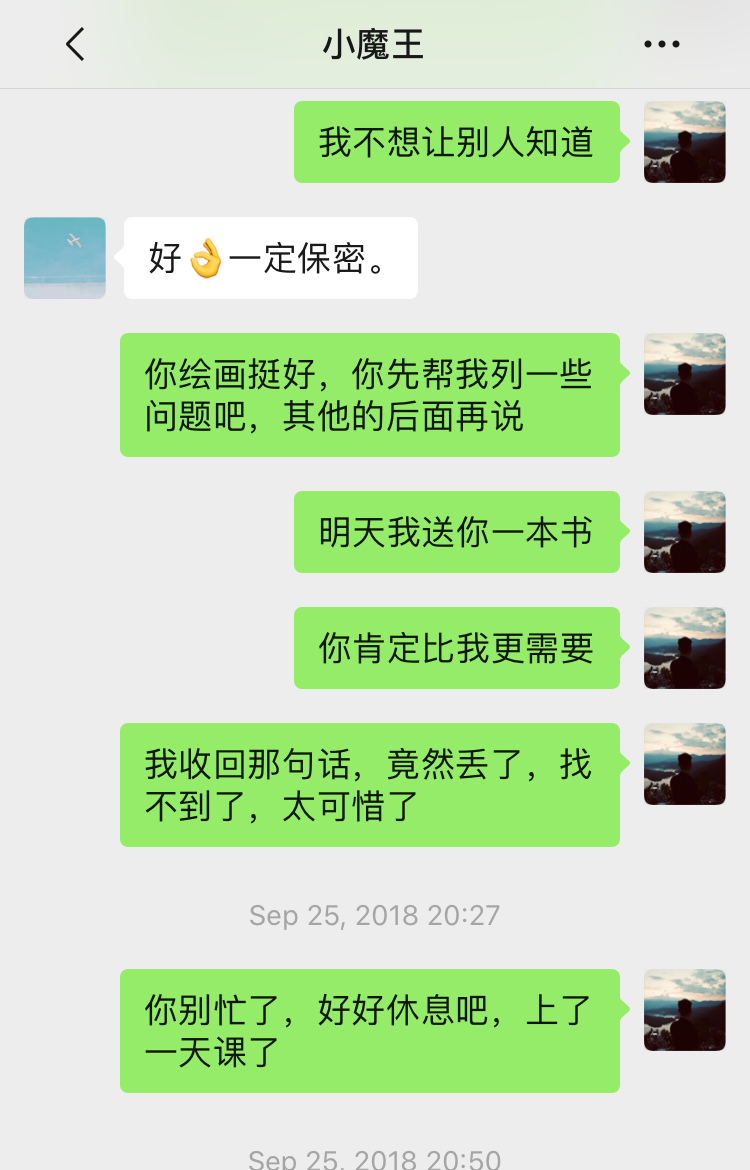 小魔王
我不想让别人知道
好👌一定保密。
你绘画挺好，你先帮我列一些
问题吧，其他的后面再说
明天我送你一本书
你肯定比我更需要
我收回那句话，竟然丢了，找
不到了，太可惜了
Sep 25, 2018 20:27
你别忙了，好好休息吧，上了
一天课了
Sep 25, 2018 20:50